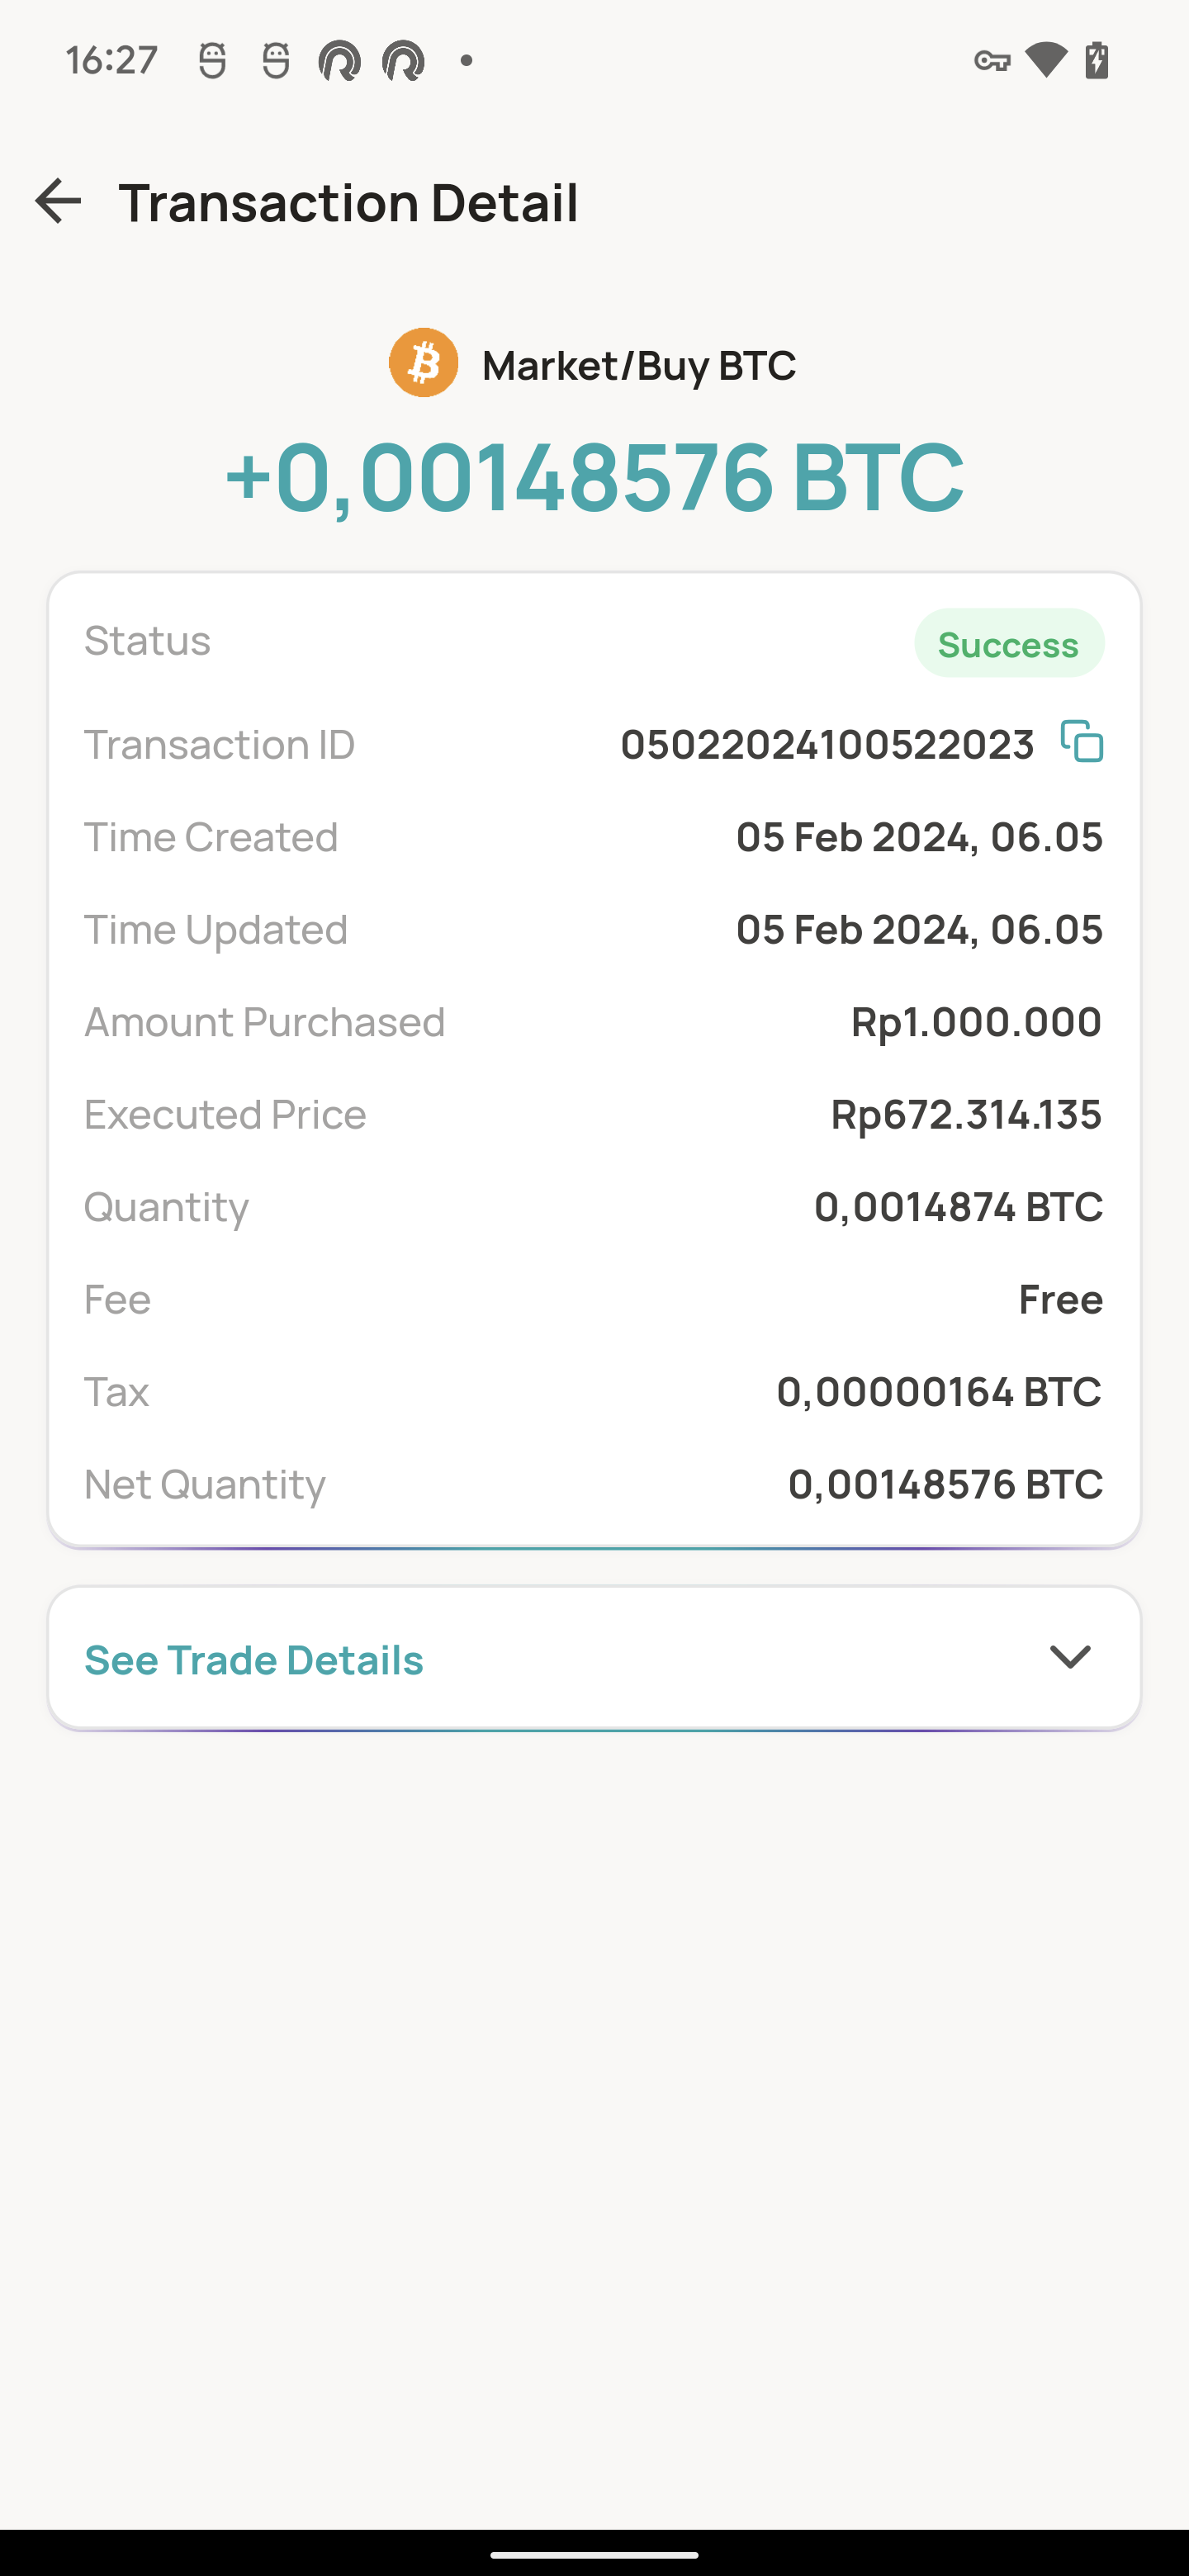 16:27
Transaction Detail
Market/Buy BTC
+0,00148576 BTC
Status Success
Transaction ID 05022024100522023
Time Created 05 Feb 2024, 06.05
Time Updated 05 Feb 2024, 06.05
Amount Purchased Rp1.000.000
Executed Price Rp672.314.135
Quantity 0,0014874 BTC
Fee Free
Tax 0,00000164 BTC
Net Quantity 0,00148576 BTC
See Trade Details